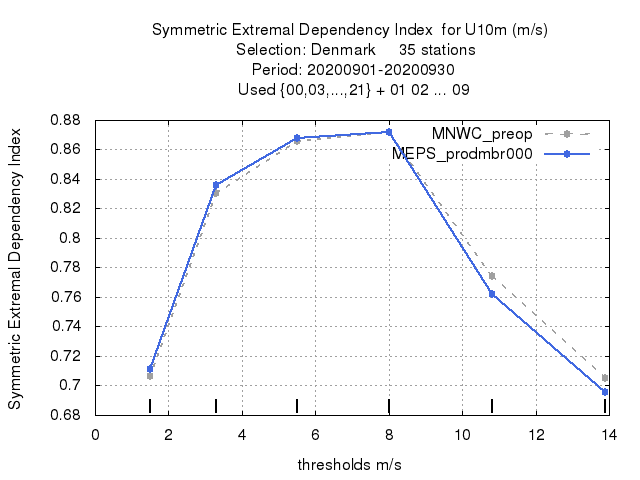 Symmetric Extremal Dependency Index  for U10m (m/s)
Selection: Denmark     35 stations
Period: 20200901-20200930
Used {00,03,...,21} + 01 02 ... 09
MNWC_preop
MEPS_prodmbr000
Symmetric Extremal Dependency Index
0.88
0.86
0.84
0.82
0.8
0.78
0.76
0.74
0.72
0.7
0.68
0 2 4 6 8 10 12 14
thresholds m/s